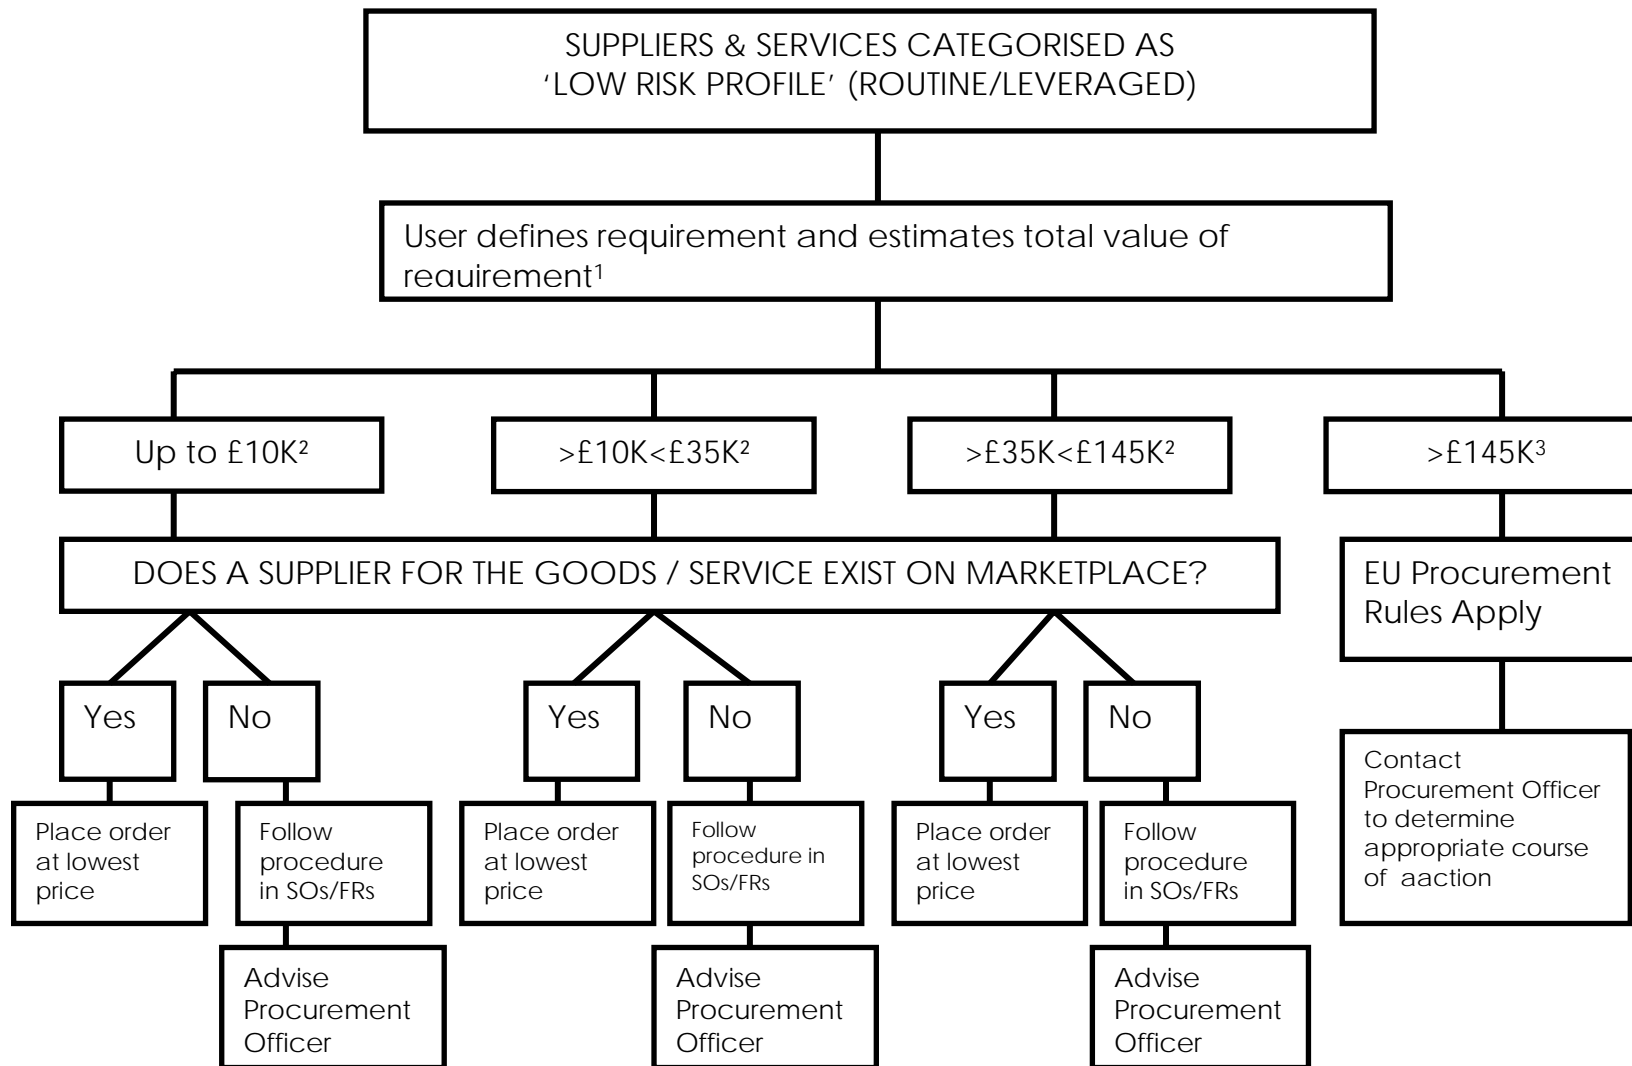 SUPPLIERS & SERVICES CATEGORISED AS
‘LOW RISK PROFILE’ (ROUTINE/LEVERAGED)
User defines requirement and estimates total value of
requirement¹
Up to £10K²
>£10K<£35K²
>£35K<£145K²
>£145K³
DOES A SUPPLIER FOR THE GOODS / SERVICE EXIST ON MARKETPLACE?
EU Procurement
Rules Apply
Yes
No
Yes
No
Yes
No
Place order
at lowest
price
Follow
procedure
in SOs/FRs
Place order
at lowest
price
Follow
procedure in
SOs/FRs
Place order
at lowest
price
Follow
procedure
in SOs/FRs
Contact
Procurement Officer
to determine
appropriate course
of aaction
Advise
Procurement
Officer
Advise
Procurement
Officer
Advise
Procurement
Officer